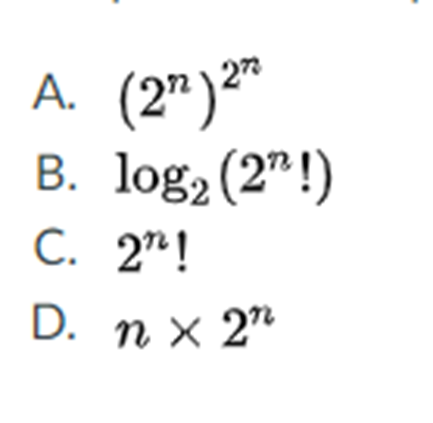 A. (2ⁿ)^{2ⁿ}
B. log₂(2ⁿ!)
C. 2ⁿ!
D. n × 2ⁿ